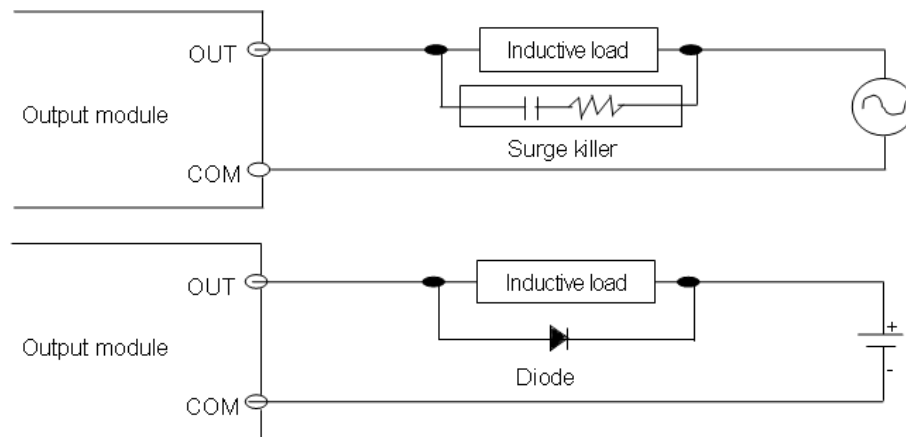 OUT
Inductive load
Output module
Surge killer
COM
OUT
Inductive load
+
Output module
-
Diode
COM